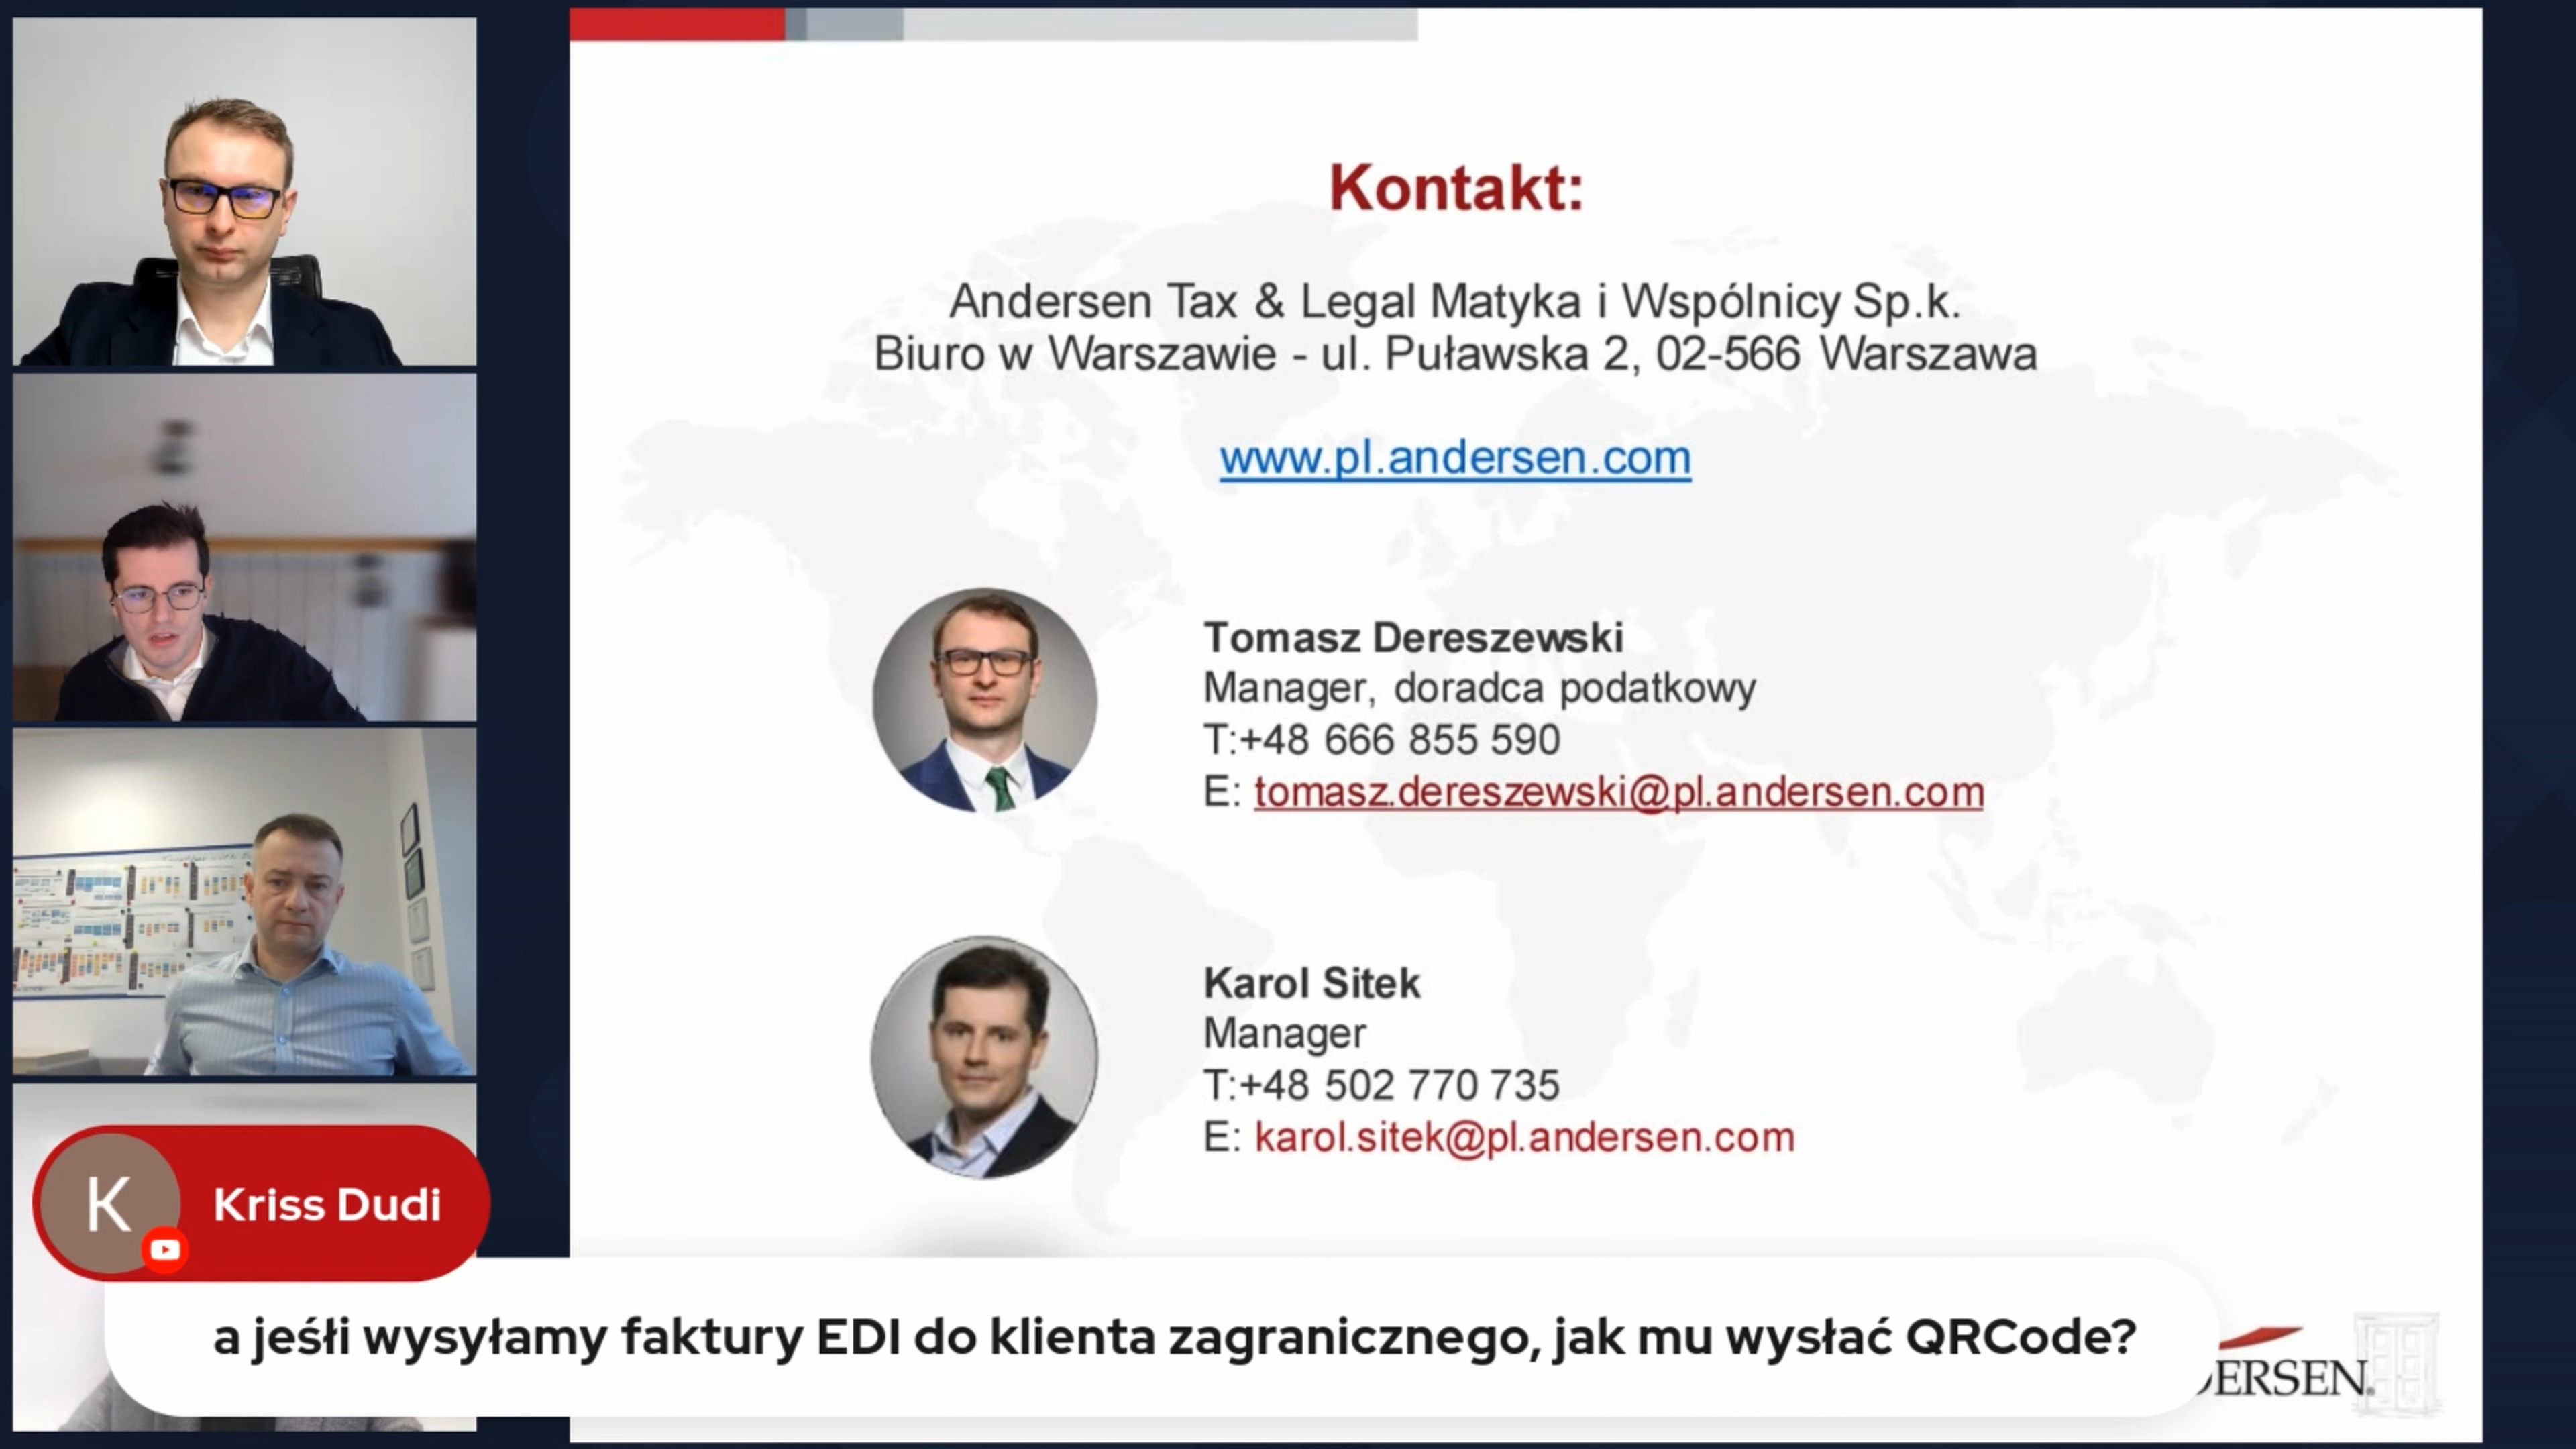 Kontakt:
Andersen Tax & Legal Matyka i Wspólnicy Sp.k.
Biuro w Warszawie - ul. Puławska 2, 02-566 Warszawa
www.pl.andersen.com
Tomasz Dereszewski
Manager, doradca podatkowy
T:+48 666 855 590
E: tomasz.dereszewski@pl.andersen.com
Karol Sitek
Manager
T:+48 502 770 735
E: karol.sitek@pl.andersen.com
K
Kriss Dudi
a jeśłi wysyłamy faktury EDI do klienta zagranicznego, jak mu wysłać QRCode?
ERSEN